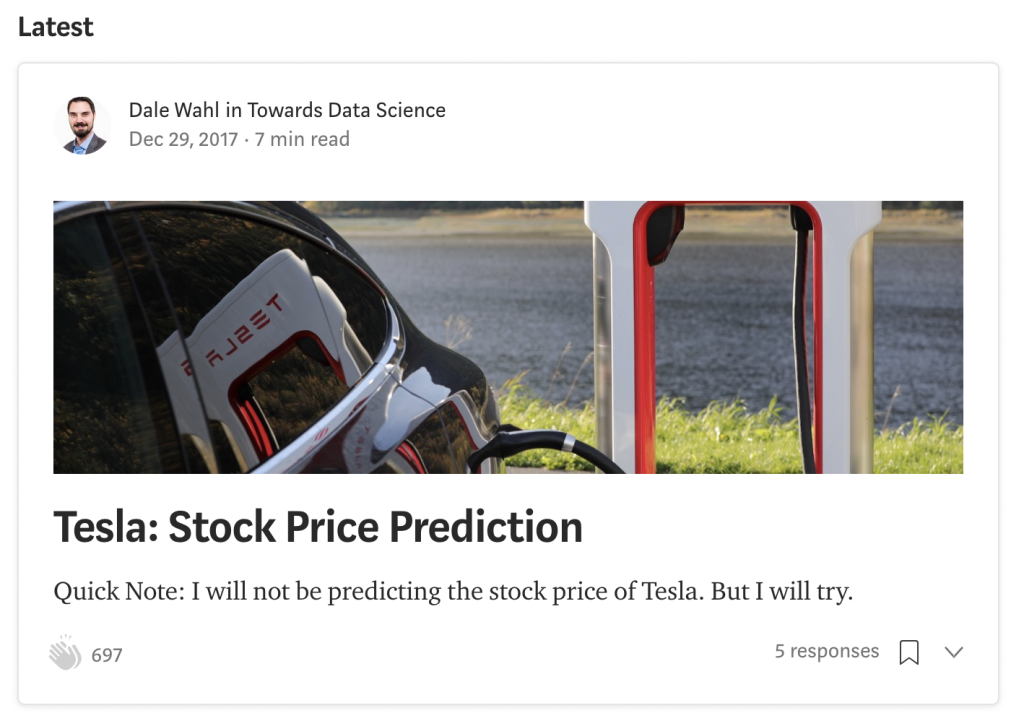 Latest
Dale Wahl in Towards Data Science
Dec 29, 2017 · 7 min read
TESLA
Tesla: Stock Price Prediction
Quick Note: I will not be predicting the stock price of Tesla. But I will try.
697
5 responses